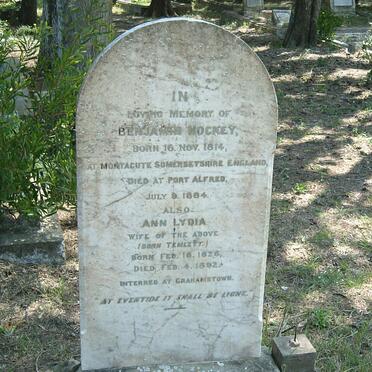 IN
LOVING MEMORY OF
BENJAMIN HOCKEY,
BORN 16. NOV. 1814,
AT MONTACUTE SOMERSETSHIRE ENGLAND,
DIED AT PORT ALFRED,
JULY 9. 1884.
ALSO
ANN LYDIA
WIFE OF THE ABOVE
(BORN TEMLETT.)
BORN FEB. 18. 1826,
DIED FEB. 4. 1892.
INTERRED AT GRAHAMSTOWN.
AT EVENTIDE IT SHALL BE LIGHT.